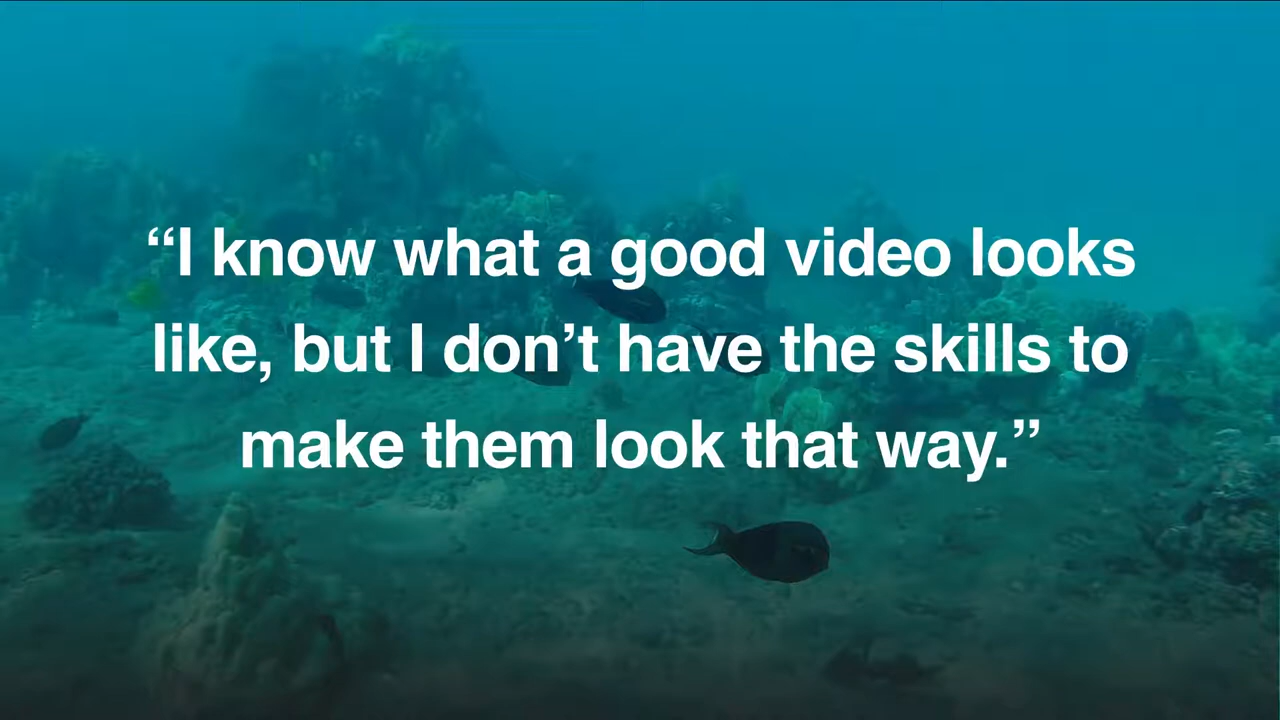 “I know what a good video looks
like, but I don’t have the skills to
make them look that way.”